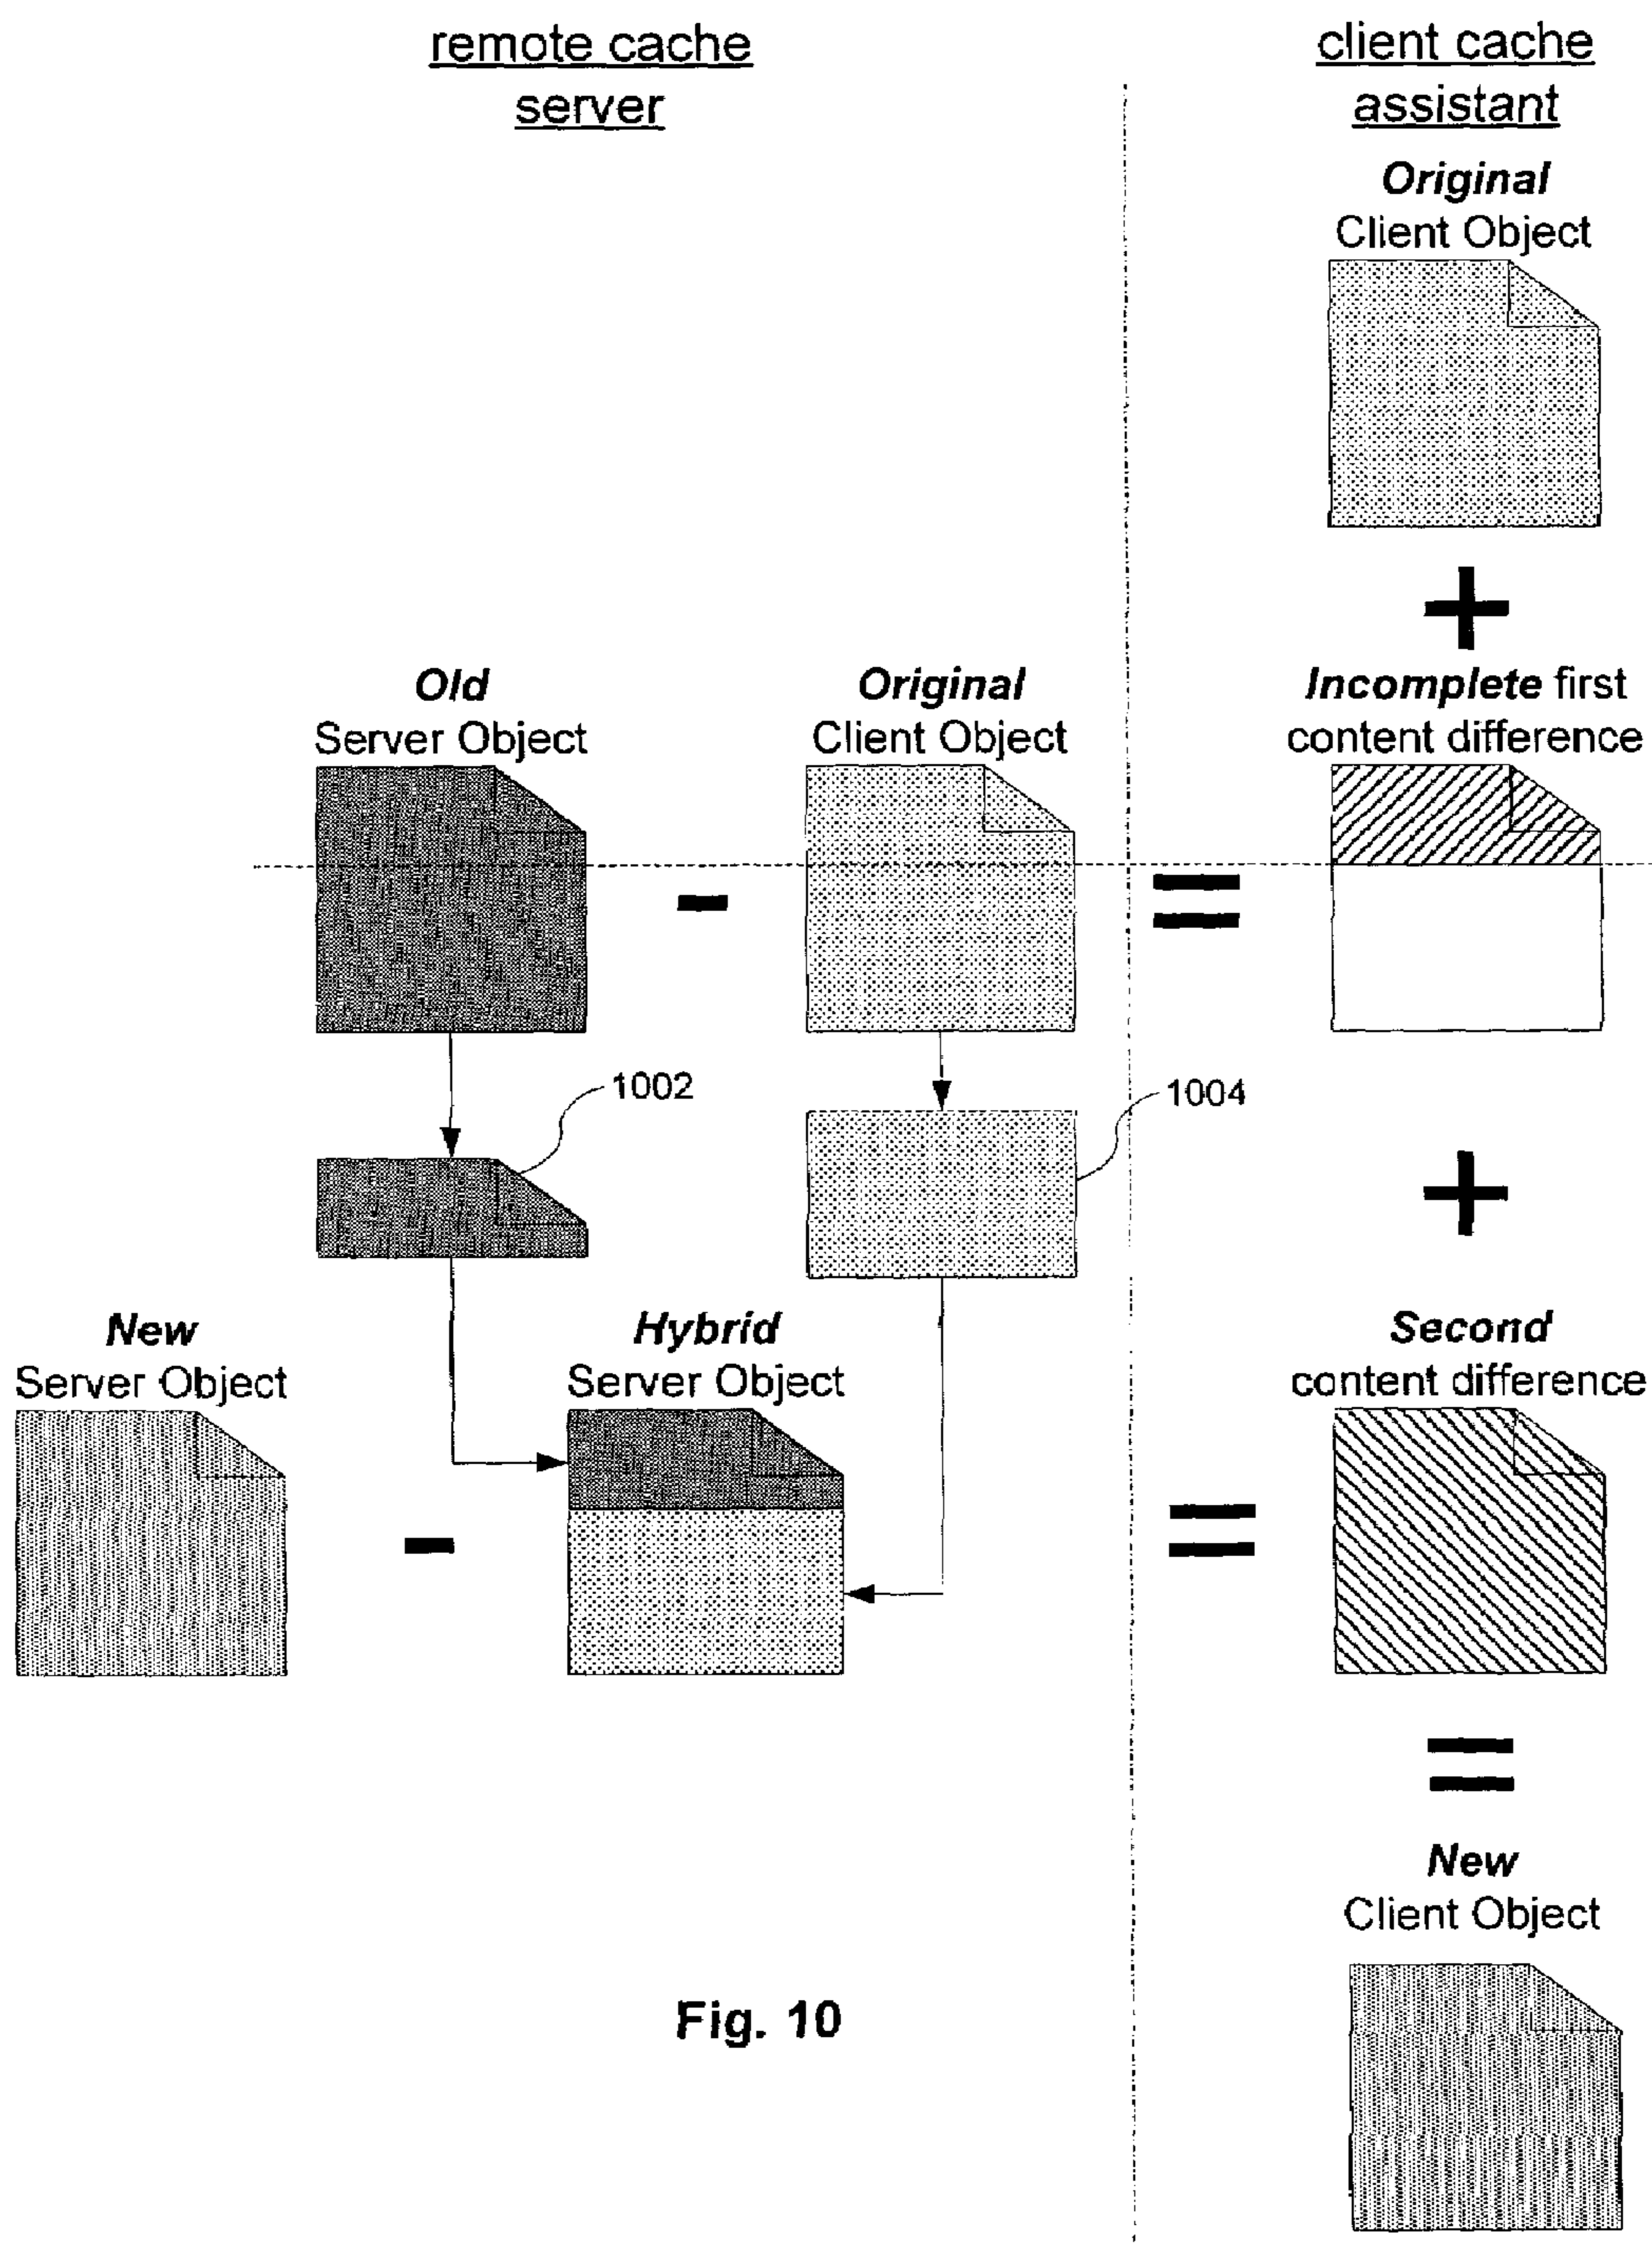 remote cache
server
client cache
assistant
Original
Client Object
+
Old
Server Object
-
Original
Client Object
=
Incomplete first
content difference
1002
1004
+
New
Server Object
-
Hybrid
Server Object
=
Second
content difference
=
New
Client Object
Fig. 10